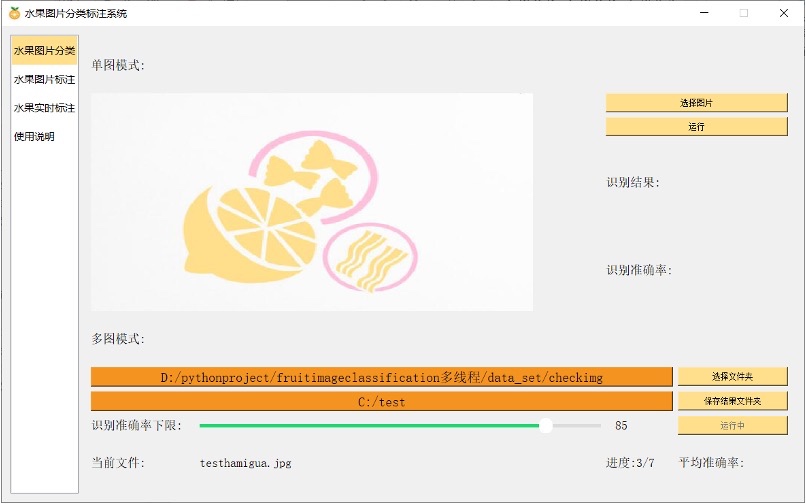 水果图片分类标注系统
水果图片分类
水果图片标注
水果实时标注
使用说明
单图模式:
选择图片
运行
识别结果:
识别准确率:
多图模式:
D:/pythonproject/fruitimageclassification多线程/data_set/checkimg
选择文件夹
C:/test
保存结果文件夹
识别准确率下限:
85
运行中
当前文件:
testhamigua.jpg
进度:3/7
平均准确率: